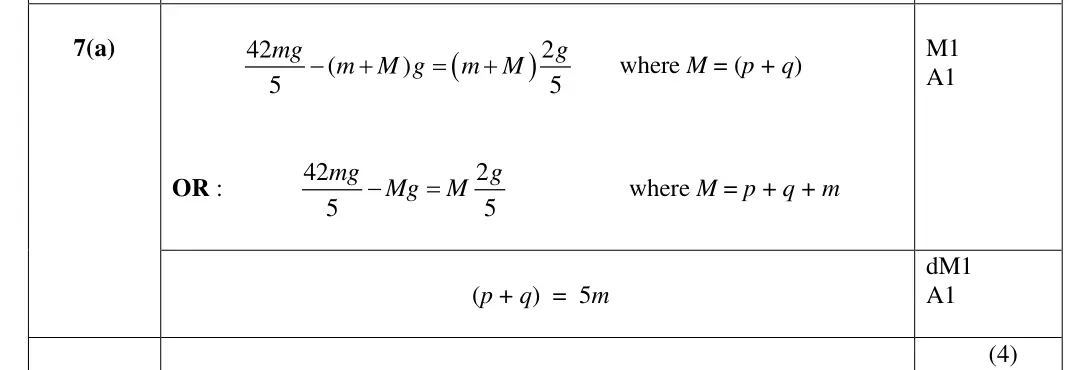 7(a)
42mg/5 − (m + M)g = (m + M) 2g/5 where M = (p + q)
M1
A1
OR : 42mg/5 − Mg = M 2g/5 where M = p + q + m
dM1
(p + q) = 5m
A1
(4)